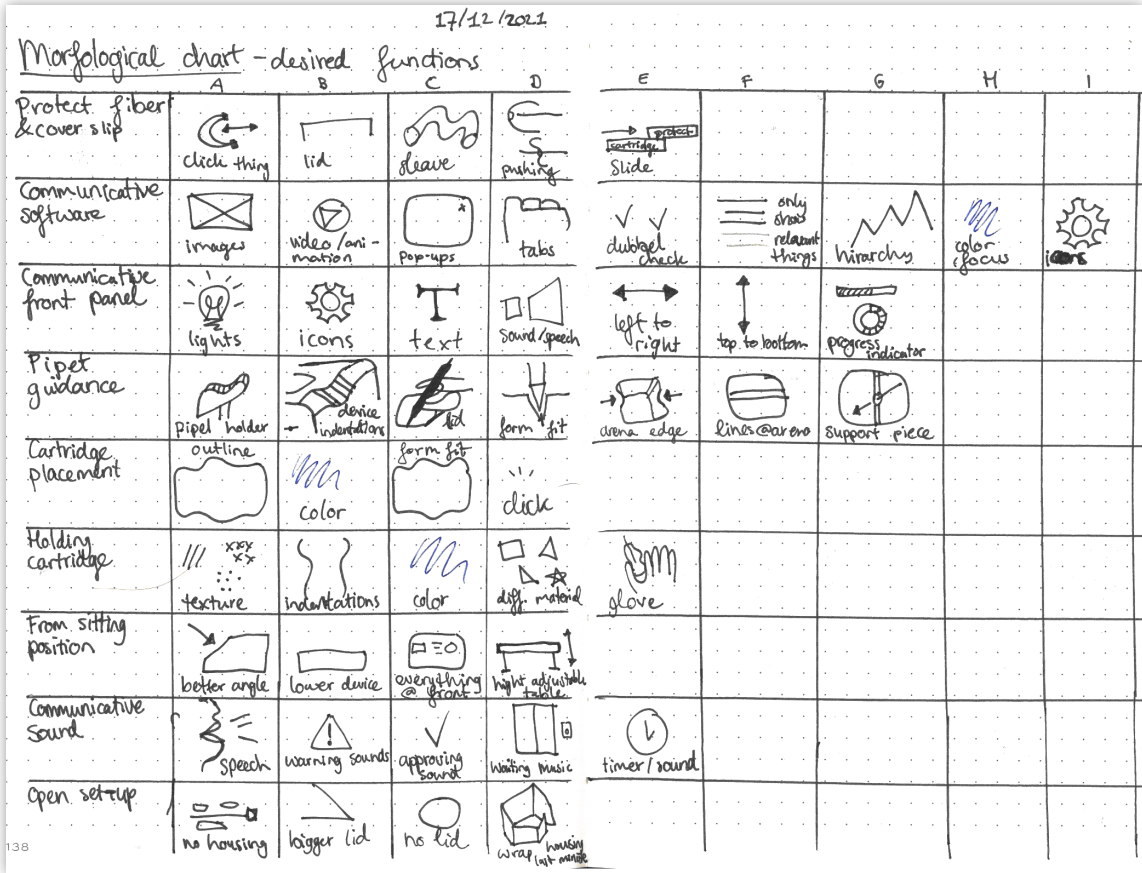 17/12/2021
Morfological chart - desired functions
A B C D E F G H I
Protect fiber
& cover slip
click thing
lid
sleave
pushing
protect
cartridge
Slide
Communicative
software
images
video/ani-
mation
pop-ups
tabs
dubbel
check
only
show
relevant
things
hirarchy
color
focus
icons
Communicative
front panel
lights
icons
text
Sound/speech
left to
right
top to bottom
progress
indicator
Pipet
guidance
pipet holder
device
indentations
lid
form fit
arena edge
lines@arena
support piece
Cartridge
placement
outline
color
form fit
click
Holding
cartridge
texture
indentations
color
diff. material
glove
From sitting
position
better angle
lower device
everything
@ front
hight adjustable
table
Communicative
Sound
speech
warning sounds
approving
sound
waiting music
timer/sound
Open set-up
no housing
bigger lid
no lid
wrap housing
last minute
138